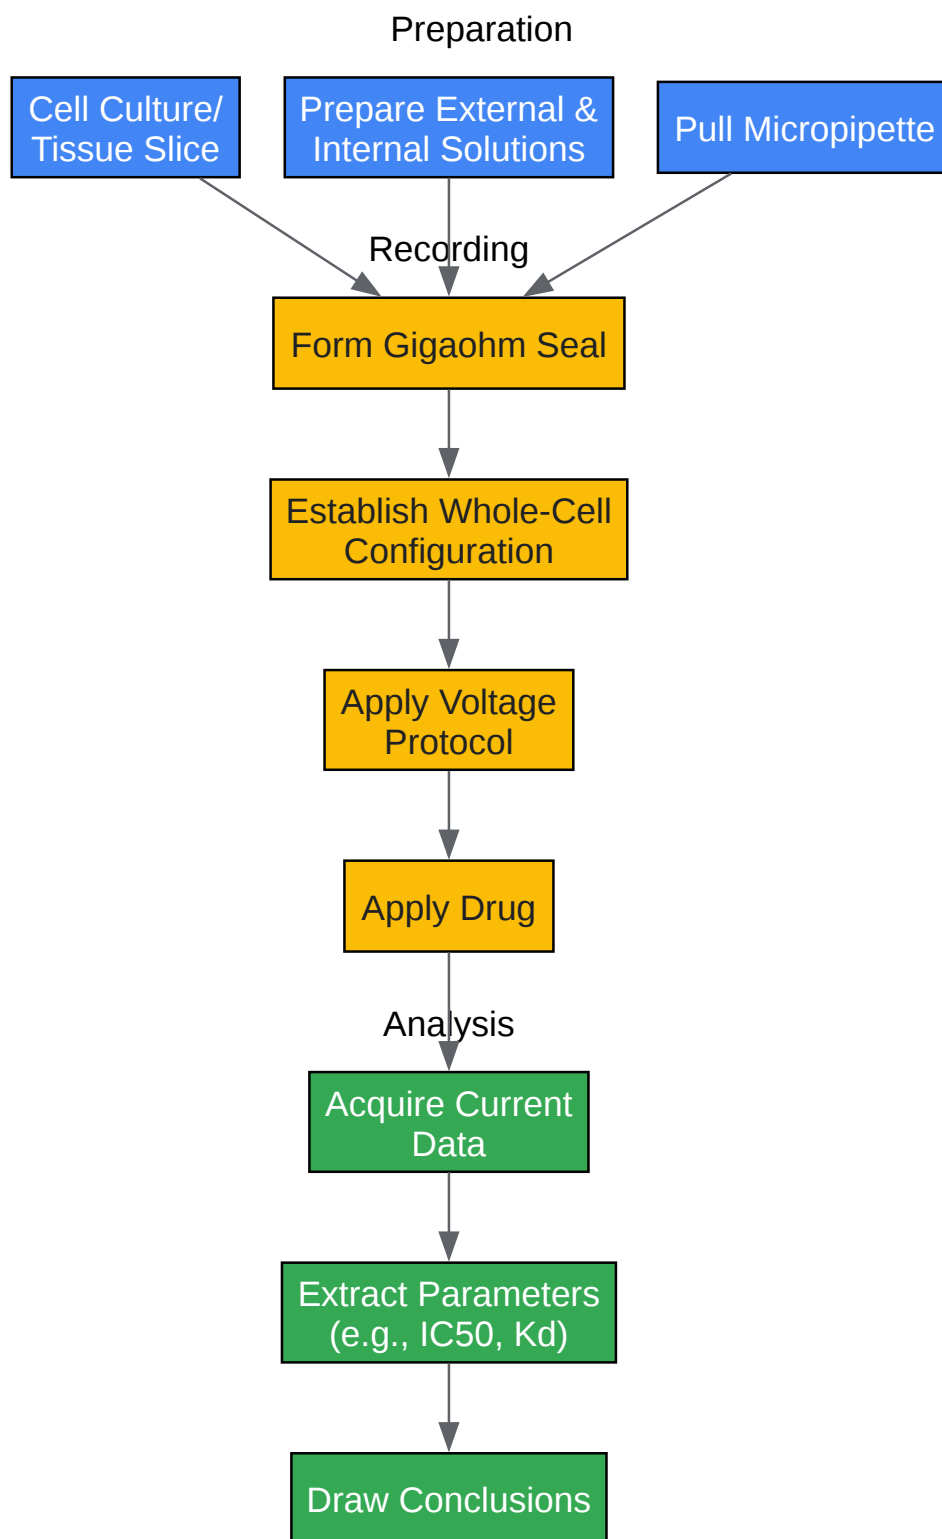 Preparation
Cell Culture/
Tissue Slice
Prepare External &
Internal Solutions
Pull Micropipette
Recording
Form Gigaohm Seal
Establish Whole-Cell
Configuration
Apply Voltage
Protocol
Apply Drug
Analysis
Acquire Current
Data
Extract Parameters
(e.g., IC50, Kd)
Draw Conclusions